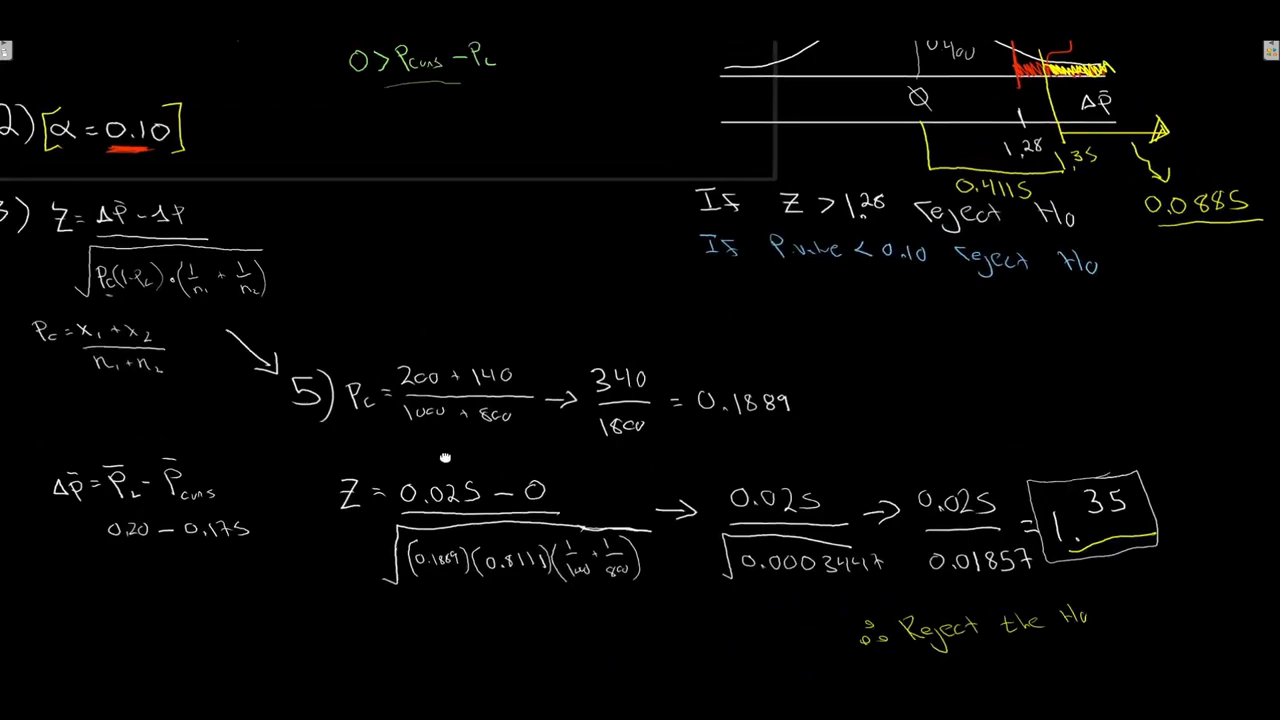 0 > Pcons - PL
2) [α = 0.10]
0.400
0
Δp̄
1.28
1.35
0.4115
0.0885
If Z > 1.28 reject Ho
If P.value < 0.10 reject Ho
3) Z = Δp̄ - Δp
√Pc(1-Pc)·(1/n1 + 1/n2)
Pc = x1 + x2
n1 + n2
5) Pc = 200 + 140 / 1000 + 800 → 340 / 1800 = 0.1889
Δp̄ = p̄L - p̄cons
0.20 - 0.175
Z = 0.025 - 0 / √(0.1889)(0.8111)(1/1000 + 1/800) → 0.025 / √0.0003447 → 0.025 / 0.01857 = 1.35
∴ Reject the Ho